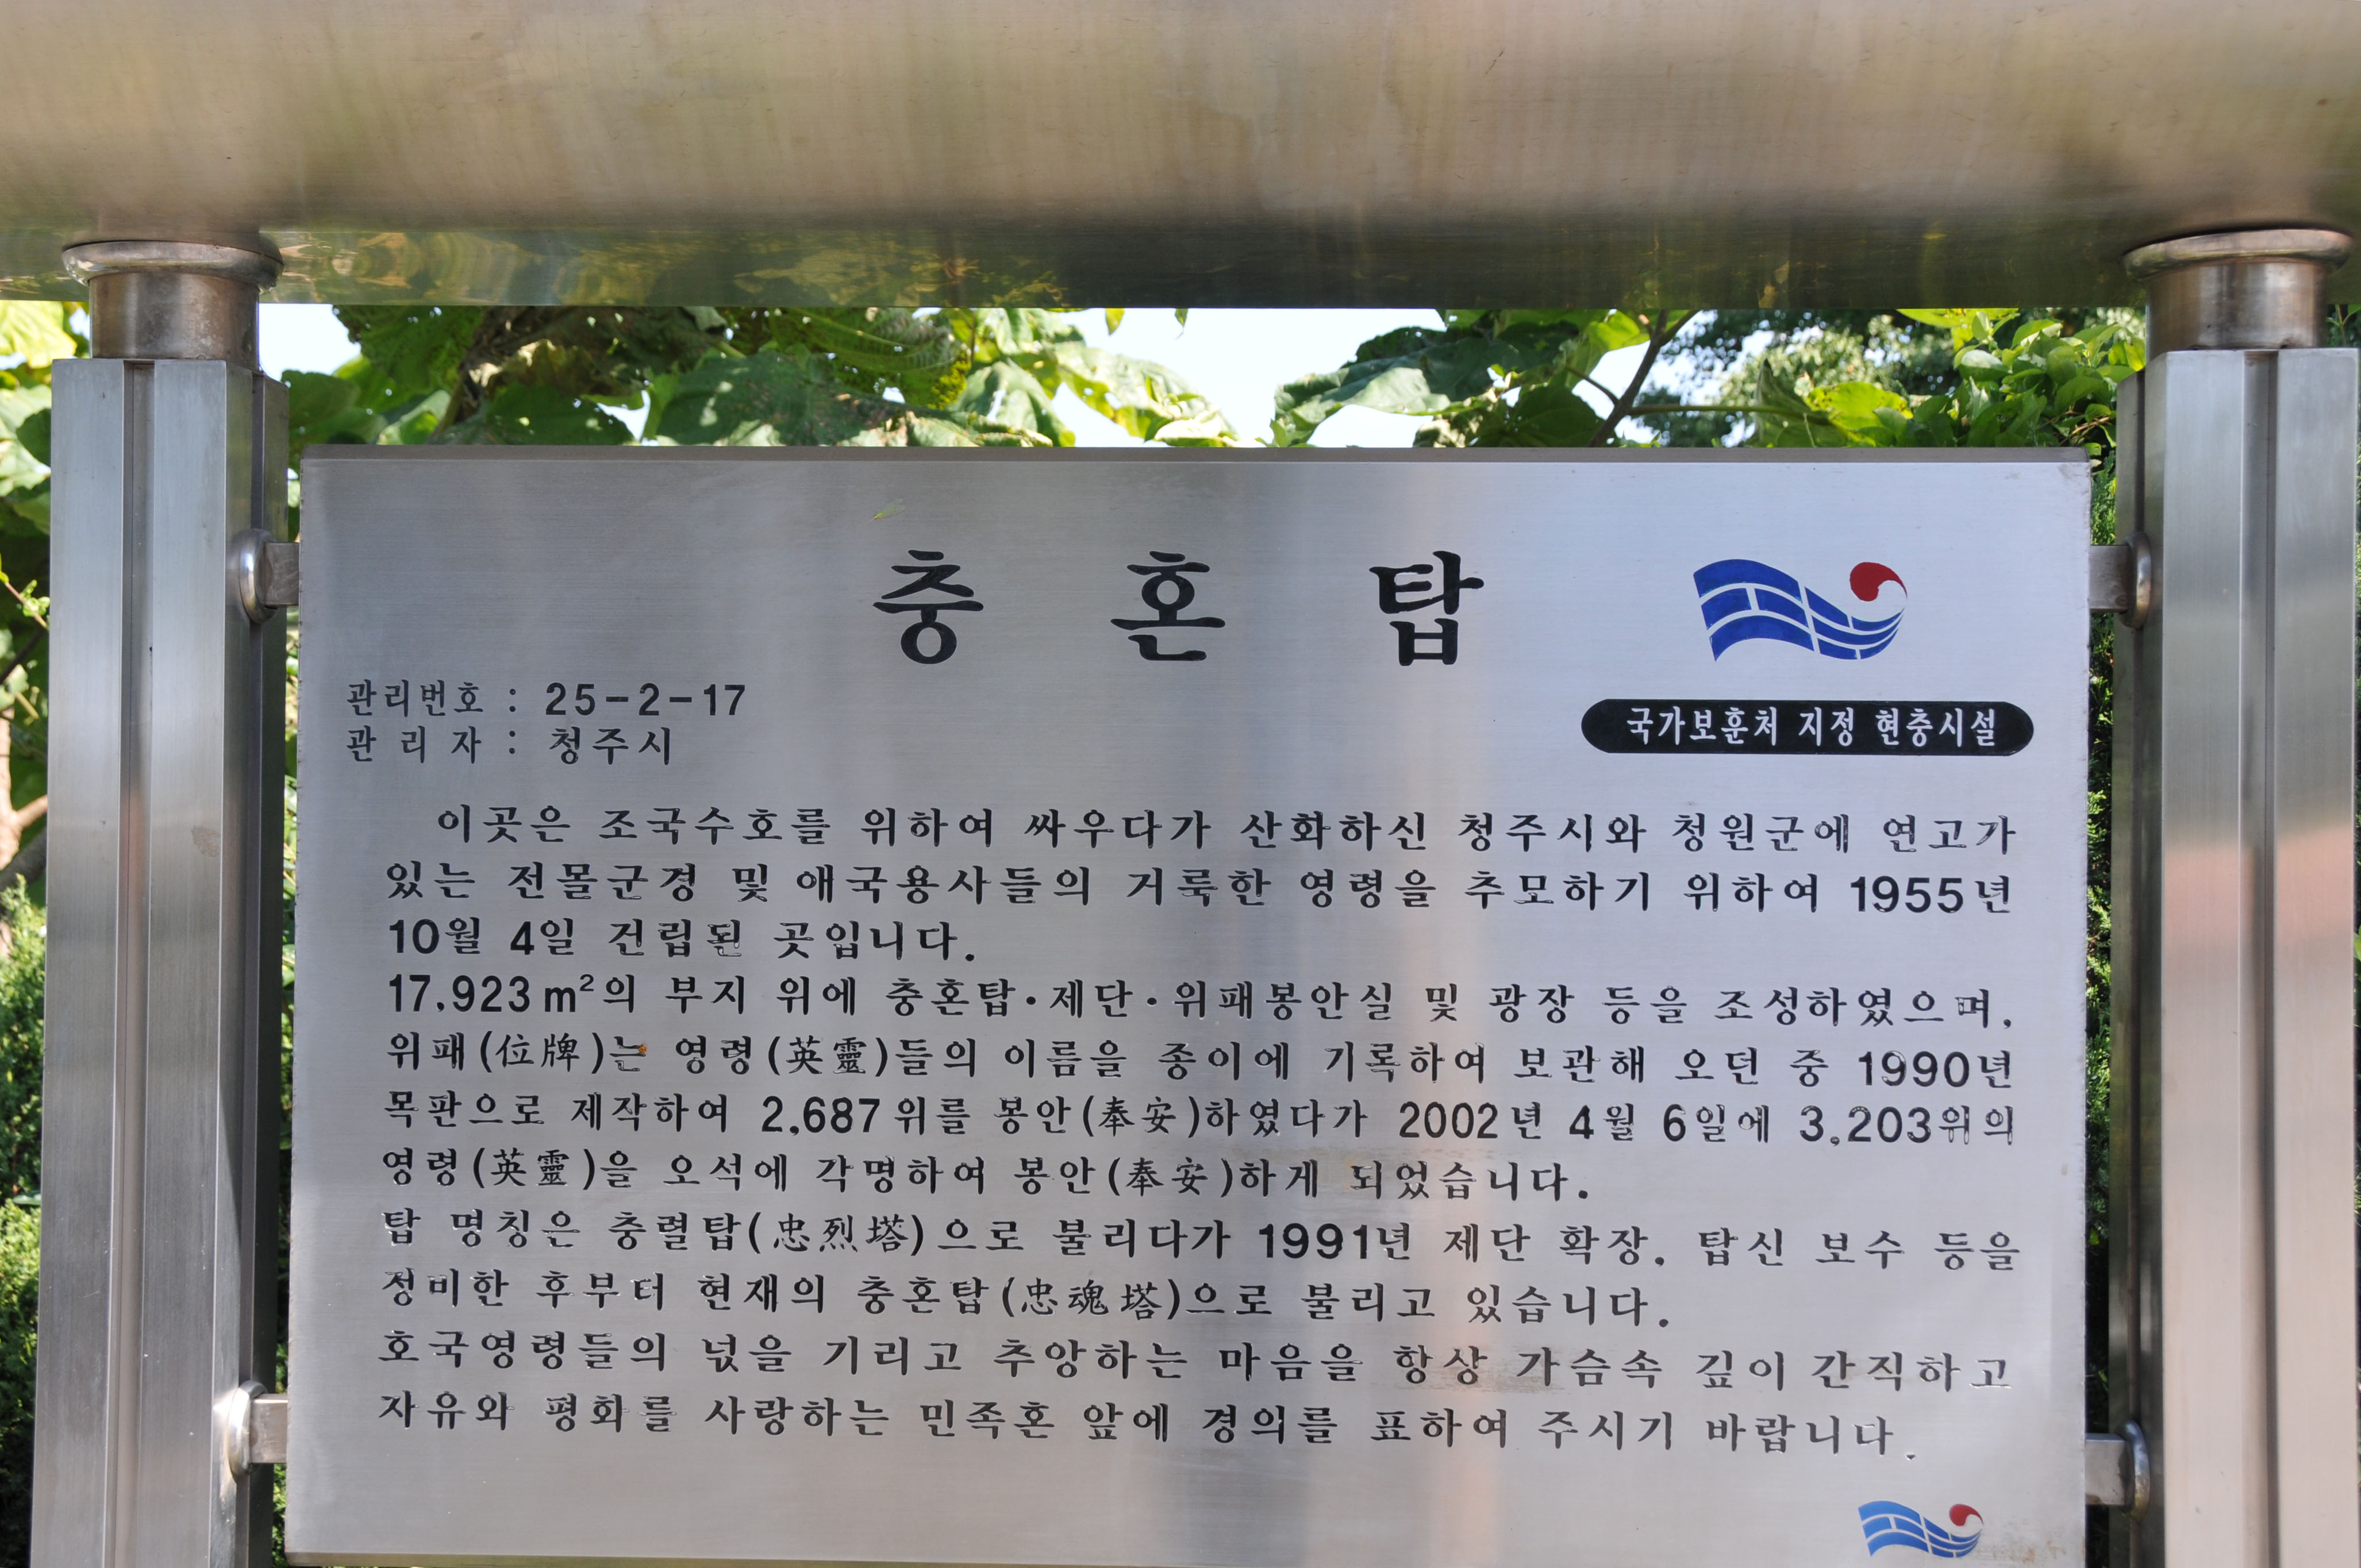 충 혼 탑
관리번호 : 25-2-17
관 리 자 : 청주시
국가보훈처 지정 현충시설
이곳은 조국수호를 위하여 싸우다가 산화하신 청주시와 청원군에 연고가
있는 전몰군경 및 애국용사들의 거룩한 영령을 추모하기 위하여 1955년
10월 4일 건립된 곳입니다.
17.923m²의 부지 위에 충혼탑·제단·위패봉안실 및 광장 등을 조성하였으며,
위패(位牌)는 영령(英靈)들의 이름을 종이에 기록하여 보관해 오던 중 1990년
목판으로 제작하여 2,687위를 봉안(奉安)하였다가 2002년 4월 6일에 3,203위의
영령(英靈)을 오석에 각명하여 봉안(奉安)하게 되었습니다.
탑 명칭은 충렬탑(忠烈塔)으로 불리다가 1991년 제단 확장, 탑신 보수 등을
정비한 후부터 현재의 충혼탑(忠魂塔)으로 불리고 있습니다.
호국영령들의 넋을 기리고 추앙하는 마음을 항상 가슴속 깊이 간직하고
자유와 평화를 사랑하는 민족혼 앞에 경의를 표하여 주시기 바랍니다.